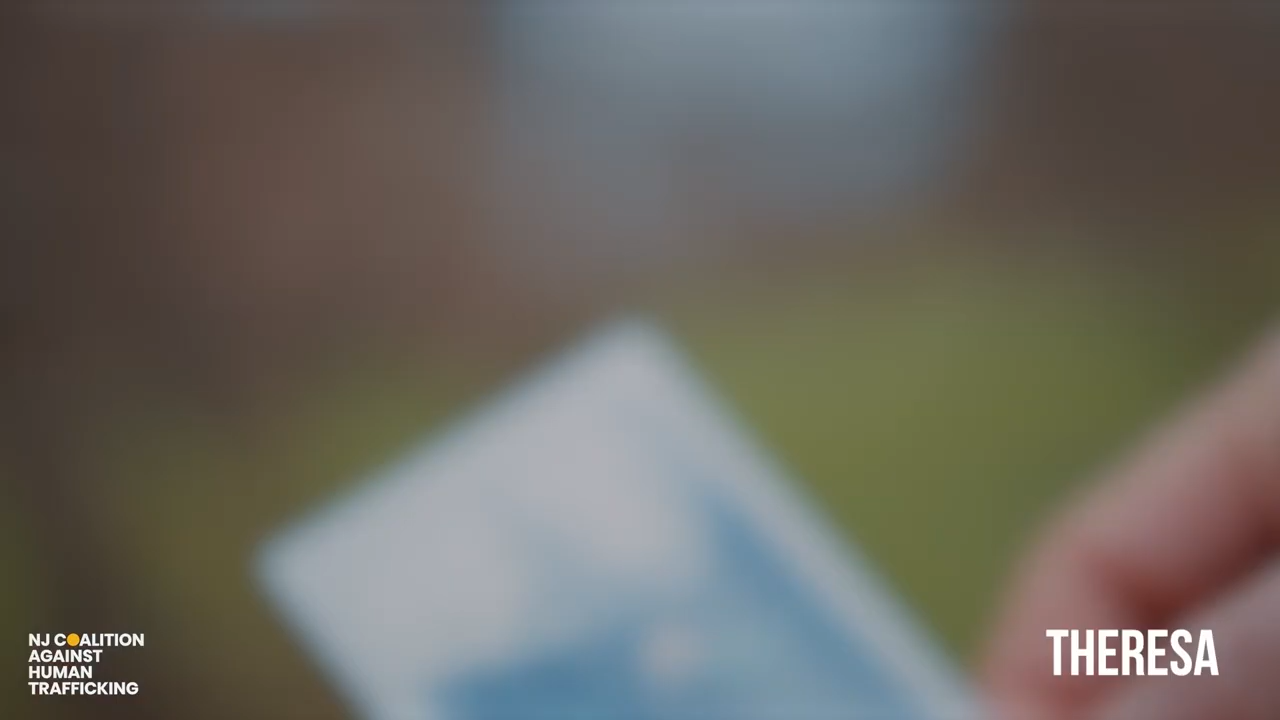 NJ COALITION
AGAINST
HUMAN
TRAFFICKING
THERESA